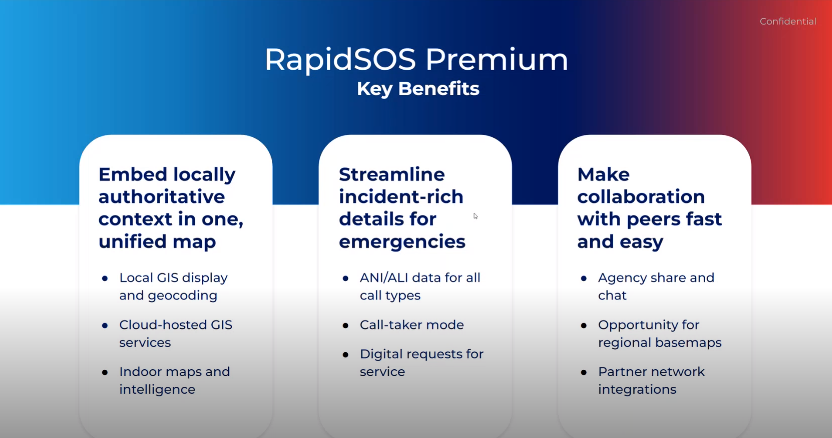 Confidential
RapidSOS Premium
Key Benefits
Embed locally
authoritative
context in one,
unified map
● Local GIS display
and geocoding
● Cloud-hosted GIS
services
● Indoor maps and
intelligence
Streamline
incident-rich
details for
emergencies
● ANI/ALI data for all
call types
● Call-taker mode
● Digital requests for
service
Make
collaboration
with peers fast
and easy
● Agency share and
chat
● Opportunity for
regional basemaps
● Partner network
integrations